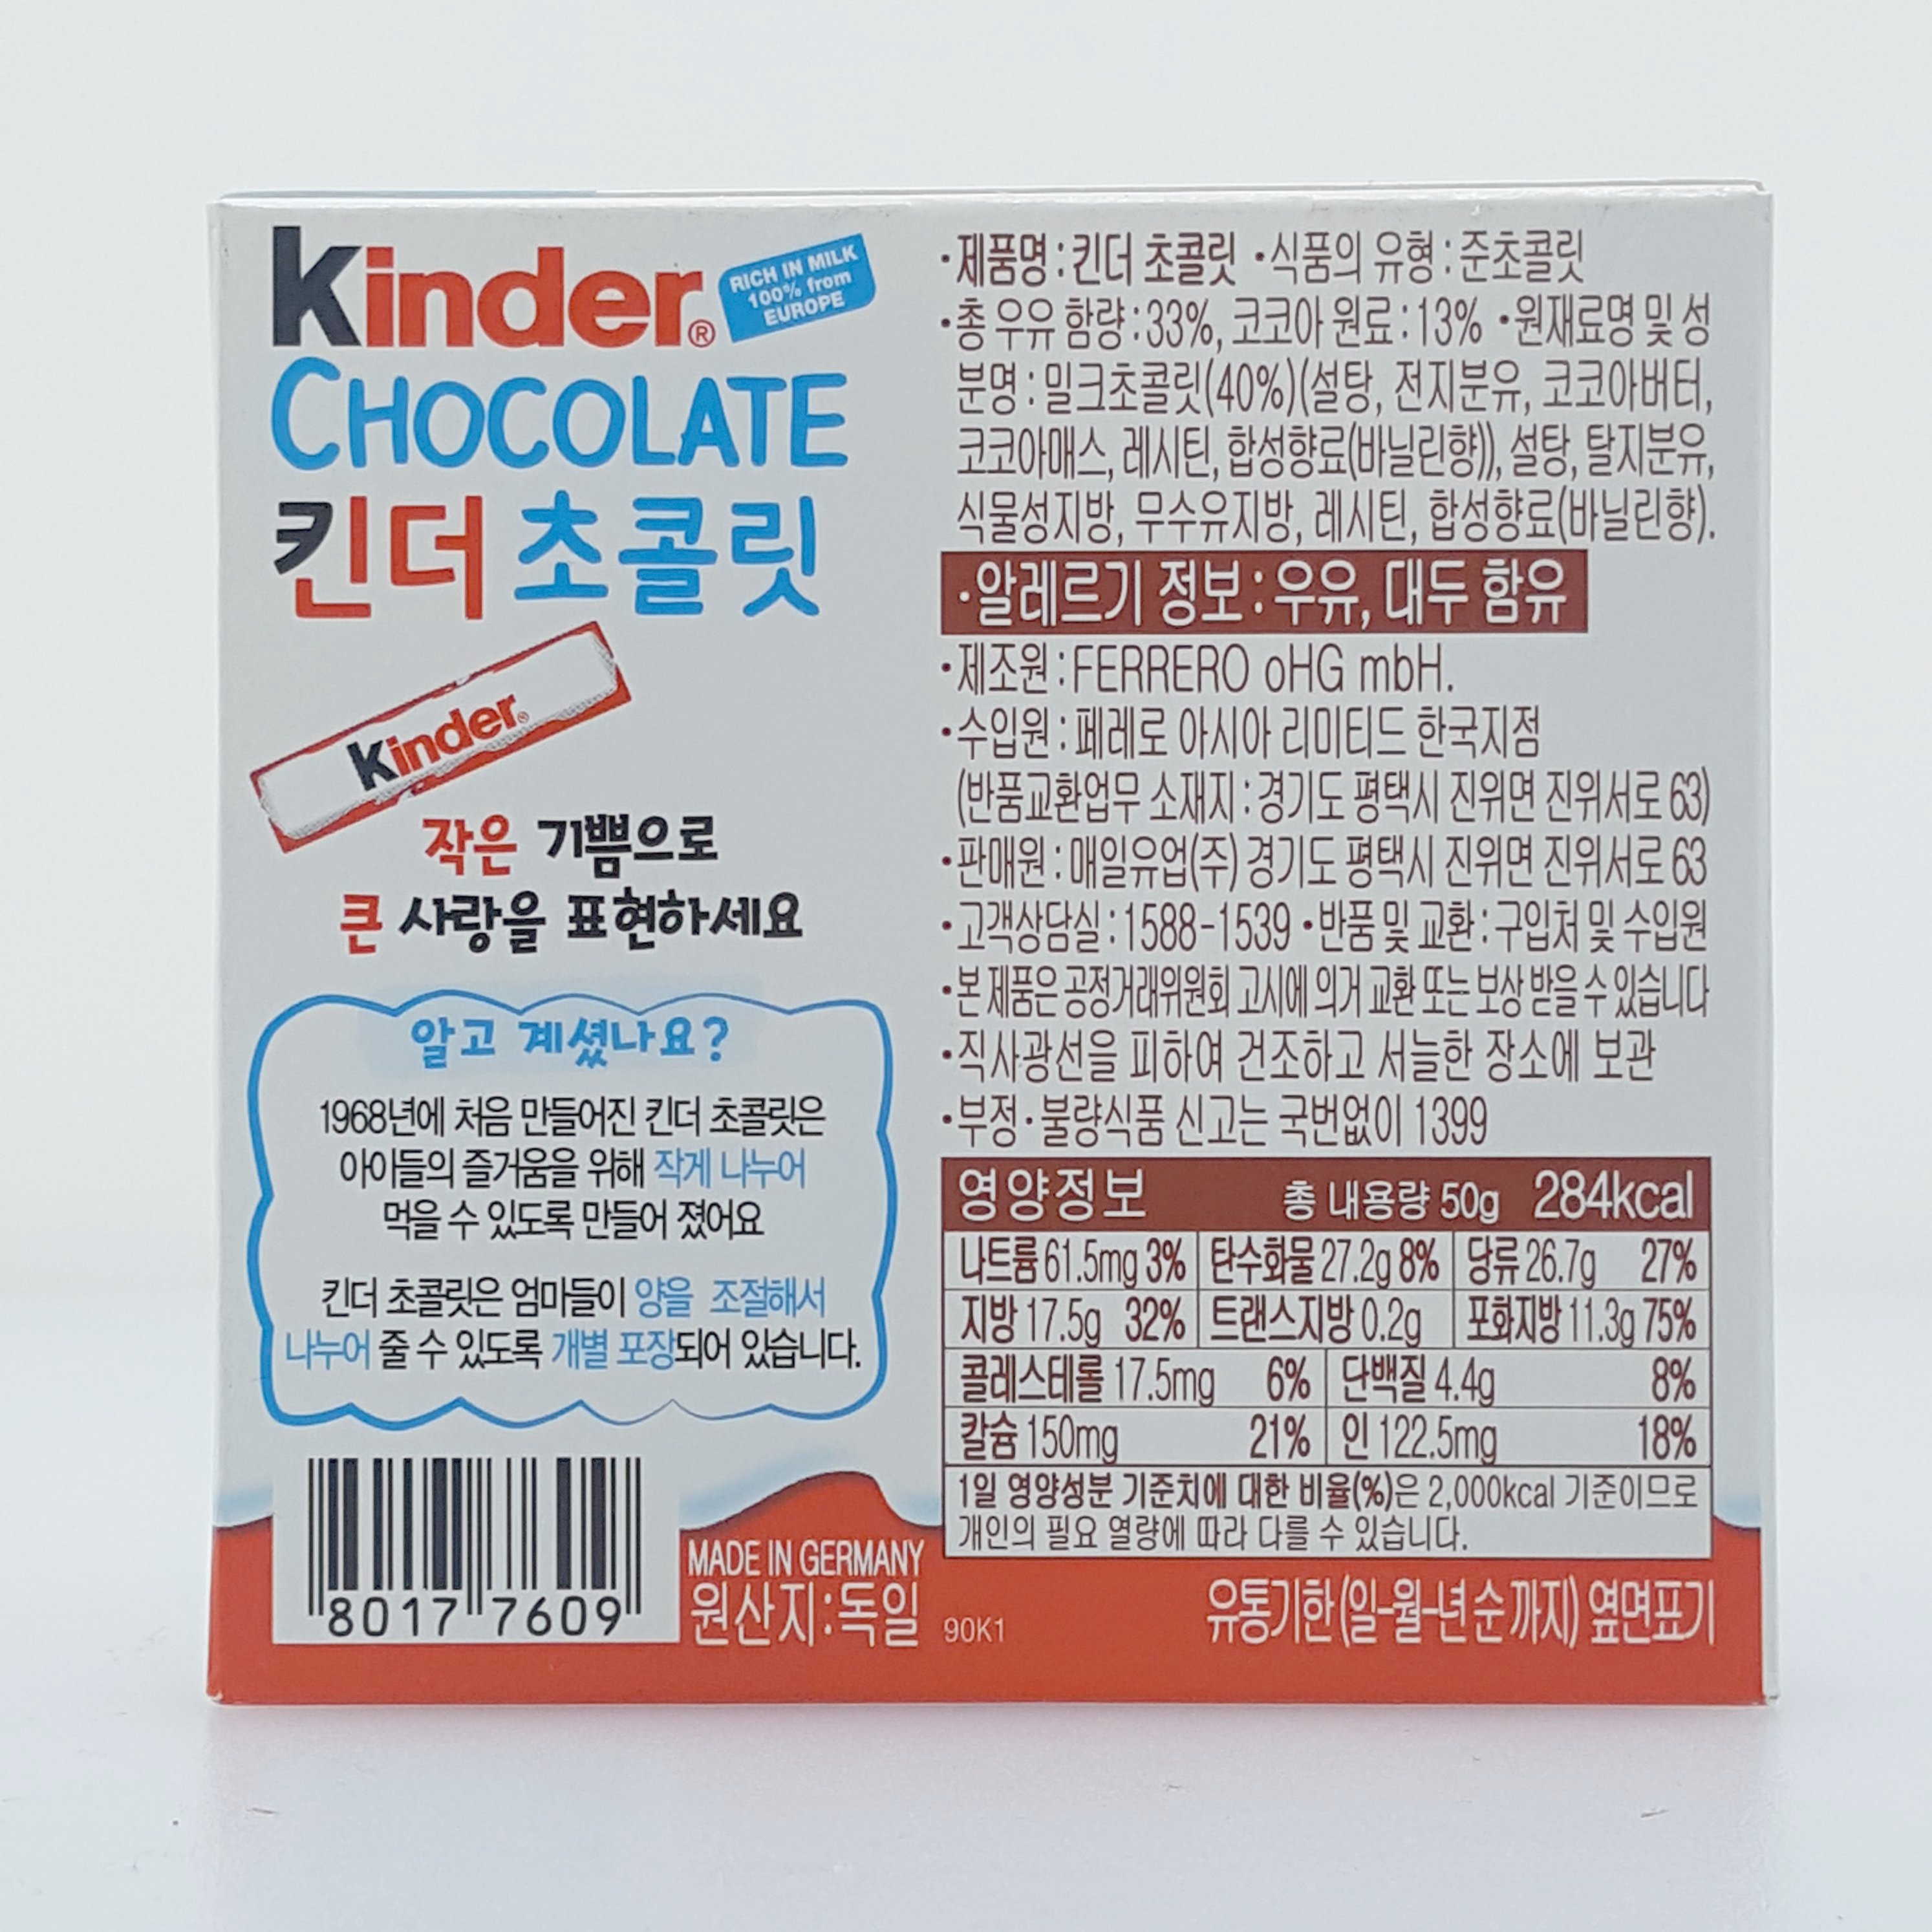 Kinder®
RICH IN MILK
100% from
EUROPE
CHOCOLATE
킨더 초콜릿
Kinder®
작은 기쁨으로
큰 사랑을 표현하세요
알고 계셨나요?
1968년에 처음 만들어진 킨더 초콜릿은
아이들의 즐거움을 위해 작게 나누어
먹을 수 있도록 만들어 졌어요
킨더 초콜릿은 엄마들이 양을 조절해서
나누어 줄 수 있도록 개별 포장되어 있습니다.
8017 7609
MADE IN GERMANY
원산지:독일
90K1
·제품명:킨더 초콜릿 ·식품의 유형:준초콜릿
·총 우유 함량:33%, 코코아 원료:13% ·원재료명 및 성
분명:밀크초콜릿(40%)(설탕, 전지분유, 코코아버터,
코코아매스, 레시틴, 합성향료(바닐린향)), 설탕, 탈지분유,
식물성지방, 무수유지방, 레시틴, 합성향료(바닐린향).
·알레르기 정보:우유, 대두 함유
·제조원:FERRERO oHG mbH.
·수입원:페레로 아시아 리미티드 한국지점
(반품교환업무 소재지:경기도 평택시 진위면 진위서로 63)
·판매원:매일유업(주) 경기도 평택시 진위면 진위서로 63
·고객상담실:1588-1539 ·반품 및 교환:구입처 및 수입원
·본 제품은 공정거래위원회 고시에 의거 교환 또는 보상 받을 수 있습니다
·직사광선을 피하여 건조하고 서늘한 장소에 보관
·부정·불량식품 신고는 국번없이 1399
영양정보 총 내용량 50g 284kcal
나트륨 61.5mg 3% 탄수화물 27.2g 8% 당류 26.7g 27%
지방 17.5g 32% 트랜스지방 0.2g 포화지방 11.3g 75%
콜레스테롤 17.5mg 6% 단백질 4.4g 8%
칼슘 150mg 21% 인 122.5mg 18%
1일 영양성분 기준치에 대한 비율(%)은 2,000kcal 기준이므로
개인의 필요 열량에 따라 다를 수 있습니다.
유통기한(일-월-년 순 까지) 옆면표기